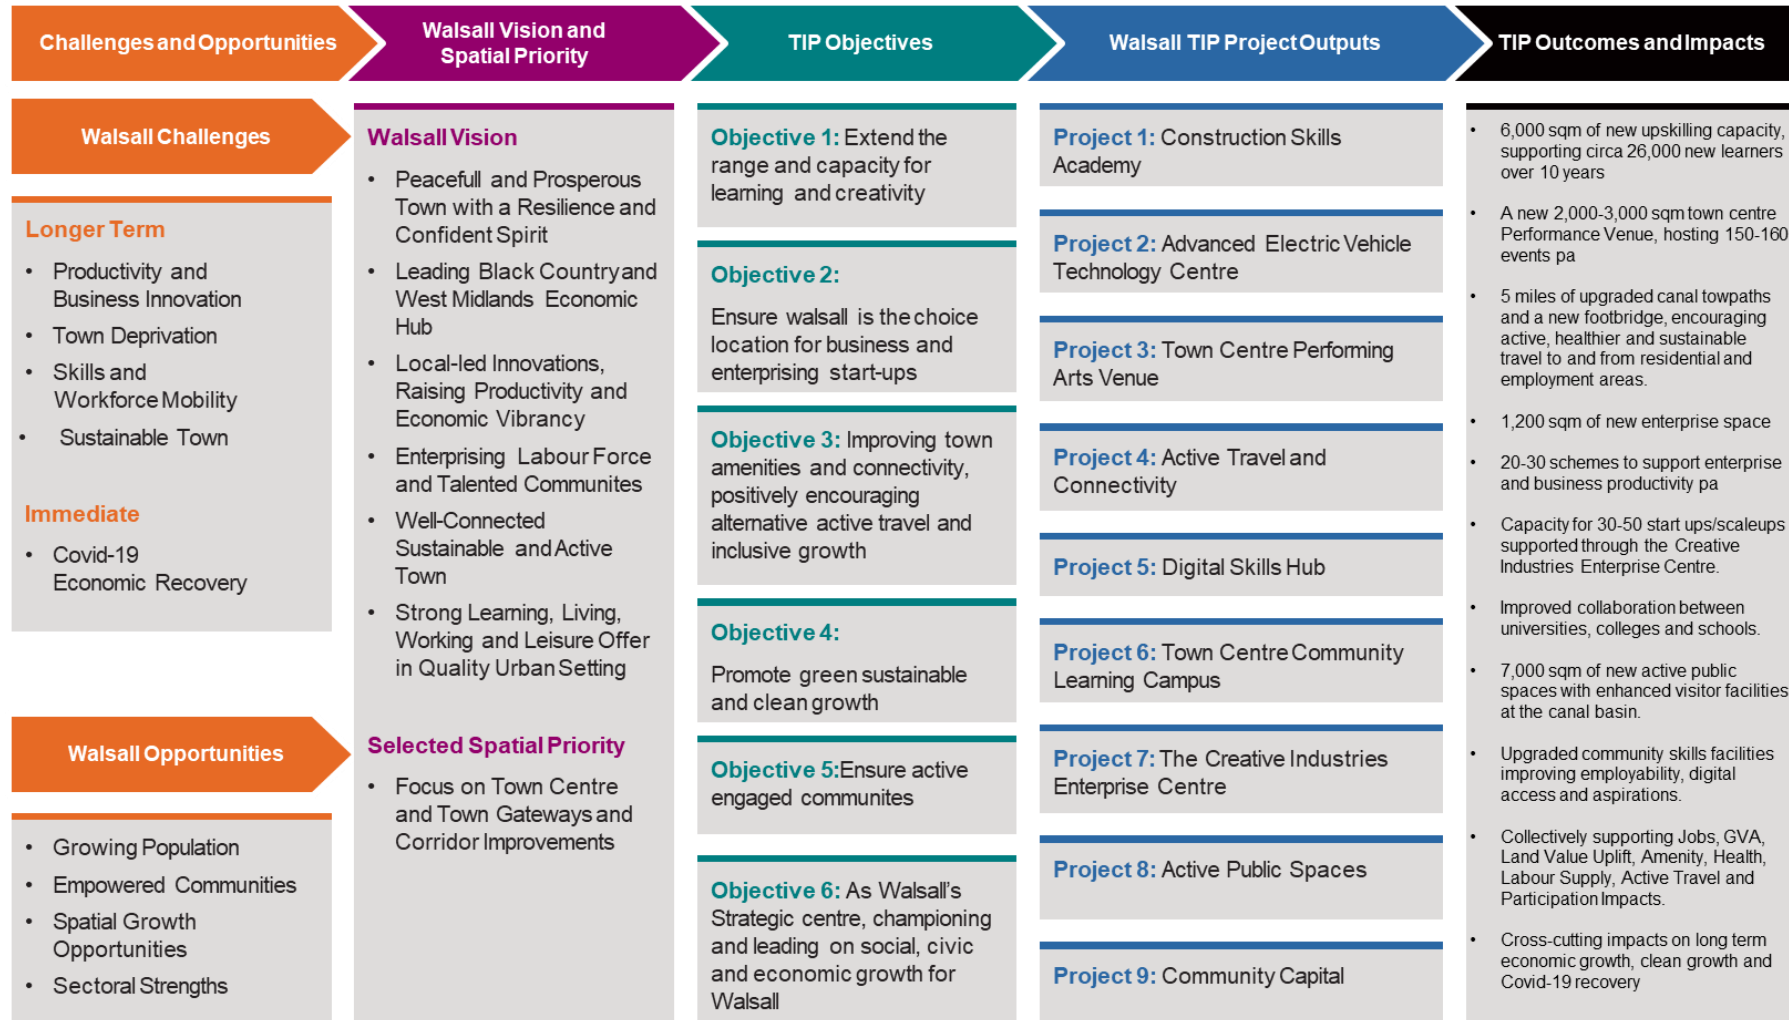 Challenges and Opportunities
Walsall Vision and
Spatial Priority
TIP Objectives
Walsall TIP Project Outputs
TIP Outcomes and Impacts
Walsall Challenges
Longer Term
• Productivity and
Business Innovation
• Town Deprivation
• Skills and
Workforce Mobility
• Sustainable Town
Immediate
• Covid-19
Economic Recovery
Walsall Opportunities
• Growing Population
• Empowered Communities
• Spatial Growth
Opportunities
• Sectoral Strengths
Walsall Vision
• Peacefull and Prosperous
Town with a Resilience and
Confident Spirit
• Leading Black Country and
West Midlands Economic
Hub
• Local-led Innovations,
Raising Productivity and
Economic Vibrancy
• Enterprising Labour Force
and Talented Communites
• Well-Connected
Sustainable and Active
Town
• Strong Learning, Living,
Working and Leisure Offer
in Quality Urban Setting
Selected Spatial Priority
• Focus on Town Centre
and Town Gateways and
Corridor Improvements
Objective 1: Extend the
range and capacity for
learning and creativity
Objective 2:
Ensure walsall is the choice
location for business and
enterprising start-ups
Objective 3: Improving town
amenities and connectivity,
positively encouraging
alternative active travel and
inclusive growth
Objective 4:
Promote green sustainable
and clean growth
Objective 5:Ensure active
engaged communites
Objective 6: As Walsall's
Strategic centre, championing
and leading on social, civic
and economic growth for
Walsall
Project 1: Construction Skills
Academy
Project 2: Advanced Electric Vehicle
Technology Centre
Project 3: Town Centre Performing
Arts Venue
Project 4: Active Travel and
Connectivity
Project 5: Digital Skills Hub
Project 6: Town Centre Community
Learning Campus
Project 7: The Creative Industries
Enterprise Centre
Project 8: Active Public Spaces
Project 9: Community Capital
• 6,000 sqm of new upskilling capacity,
supporting circa 26,000 new learners
over 10 years
• A new 2,000-3,000 sqm town centre
Performance Venue, hosting 150-160
events pa
• 5 miles of upgraded canal towpaths
and a new footbridge, encouraging
active, healthier and sustainable
travel to and from residential and
employment areas.
• 1,200 sqm of new enterprise space
• 20-30 schemes to support enterprise
and business productivity pa
• Capacity for 30-50 start ups/scaleups
supported through the Creative
Industries Enterprise Centre.
• Improved collaboration between
universities, colleges and schools.
• 7,000 sqm of new active public
spaces with enhanced visitor facilities
at the canal basin.
• Upgraded community skills facilities
improving employability, digital
access and aspirations.
• Collectively supporting Jobs, GVA,
Land Value Uplift, Amenity, Health,
Labour Supply, Active Travel and
Participation Impacts.
• Cross-cutting impacts on long term
economic growth, clean growth and
Covid-19 recovery